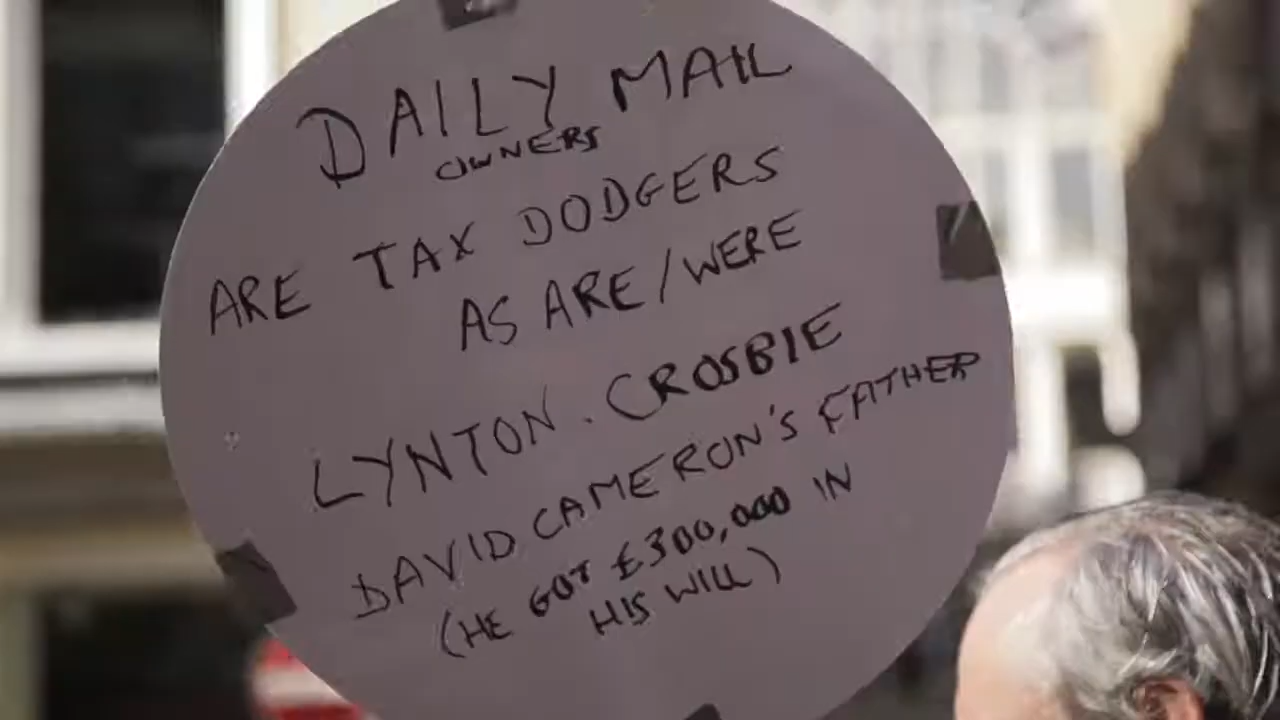 DAILY MAIL
OWNERS
ARE TAX DODGERS
AS ARE/WERE
LYNTON. CROSBIE
DAVID CAMERON'S FATHER
(HE GOT £300,000 IN
HIS WILL)